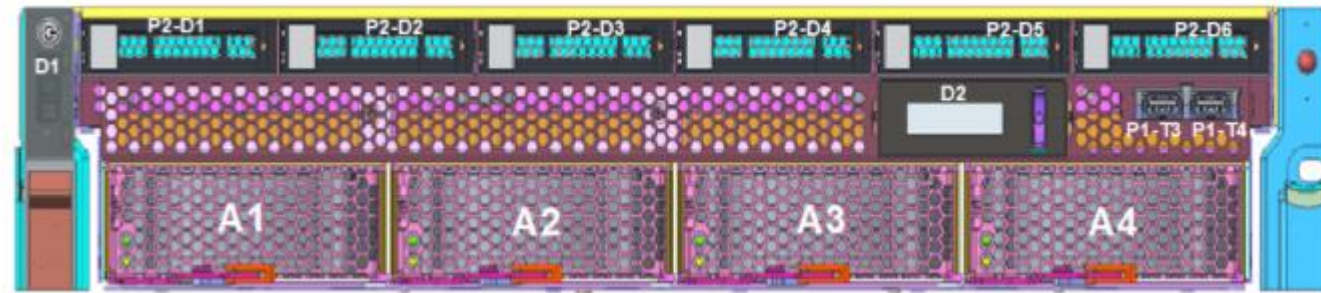 P2-D1 P2-D2 P2-D3 P2-D4 P2-D5 P2-D6
D1
D2
P1-T3 P1-T4
A1 A2 A3 A4